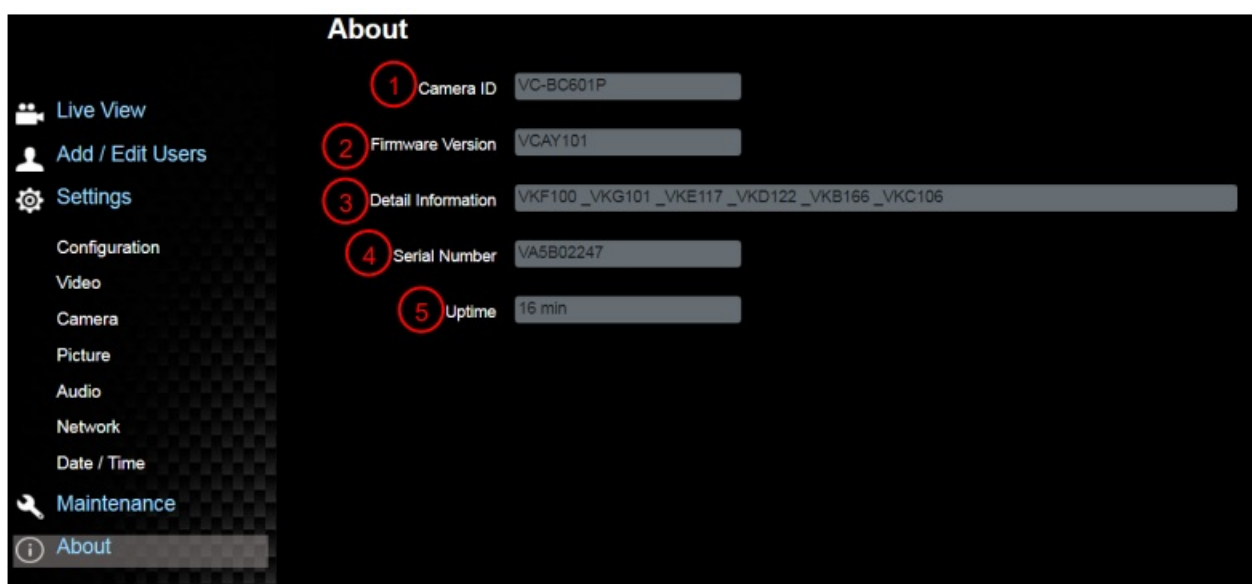 About
1 Camera ID VC-BC601P
2 Firmware Version VCAY101
3 Detail Information VKF100 _VKG101 _VKE117 _VKD122 _VKB166 _VKC106
4 Serial Number VA5B02247
5 Uptime 16 min
Live View
Add / Edit Users
Settings
Configuration
Video
Camera
Picture
Audio
Network
Date / Time
Maintenance
About